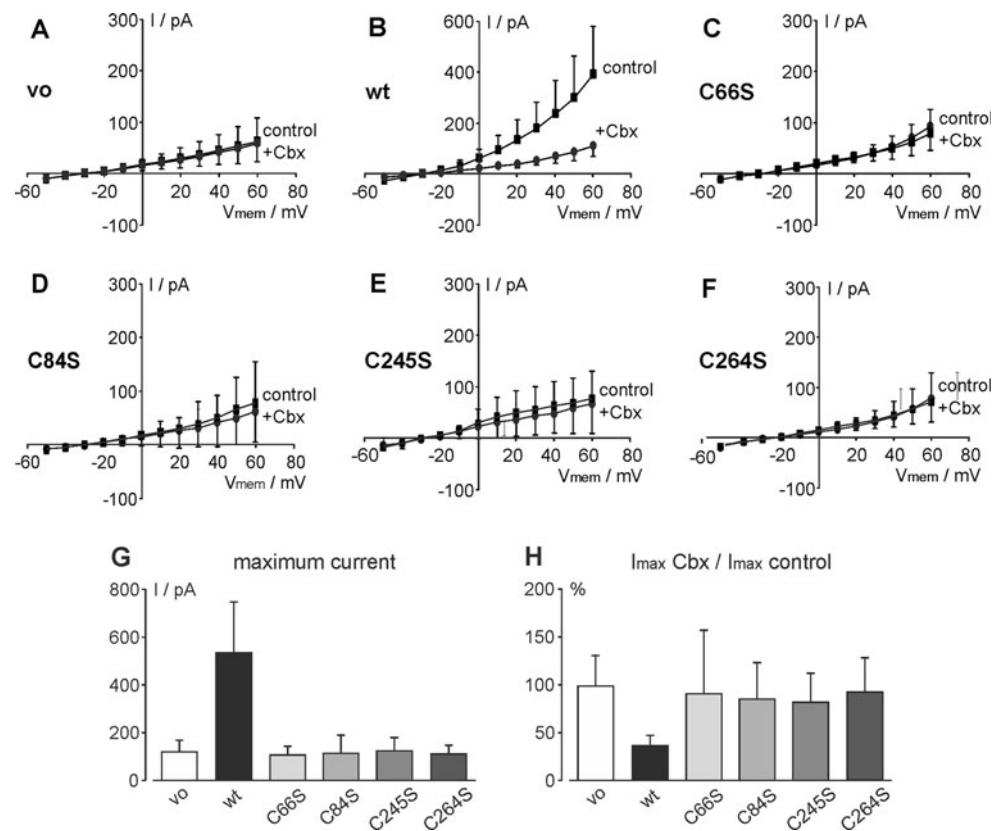 A
I / pA
300
200
100
-100
-60
-20
20
40
60
80
vo
control
+Cbx
Vmem / mV
B
I / pA
600
400
200
-200
-60
-20
20
40
60
80
wt
control
+Cbx
Vmem / mV
C
I / pA
300
200
100
-100
-60
-20
20
40
60
80
C66S
control
+Cbx
Vmem / mV
D
I / pA
300
200
100
-100
-60
-20
20
40
60
80
C84S
control
+Cbx
Vmem / mV
E
I / pA
300
200
100
-100
-60
-20
20
40
60
80
C245S
control
+Cbx
Vmem / mV
F
I / pA
300
200
100
-100
-60
-20
20
40
60
80
C264S
control
+Cbx
Vmem / mV
G maximum current
I / pA
800
600
400
200
0
vo wt C66S C84S C245S C264S
H Imax Cbx / Imax control
%
200
150
100
50
0
vo wt C66S C84S C245S C264S